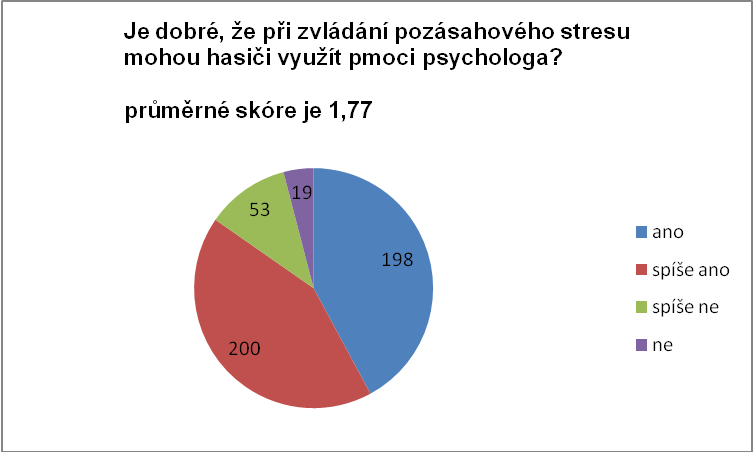 Je dobré, že při zvládání pozásahového stresu
mohou hasiči využít pmoci psychologa?
průměrné skóre je 1,77
19
53
198
200
ano
spíše ano
spíše ne
ne